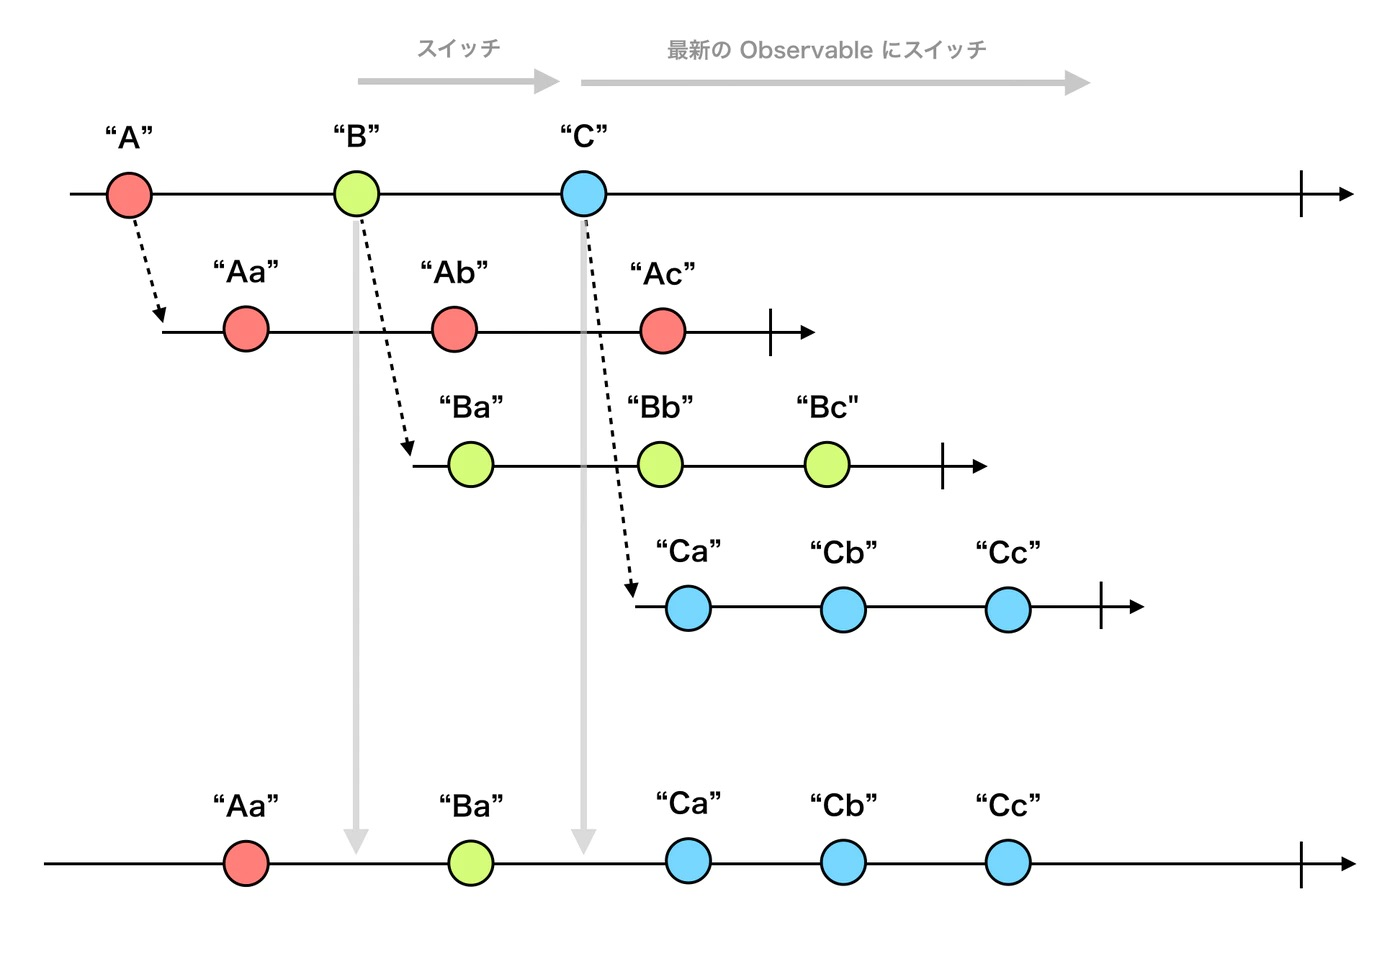 スイッチ
最新の Observable にスイッチ
“A”
“B”
“C”
“Aa”
“Ab”
“Ac”
“Ba”
“Bb”
“Bc"
“Ca”
“Cb”
“Cc”
“Aa”
“Ba”
“Ca”
“Cb”
“Cc”